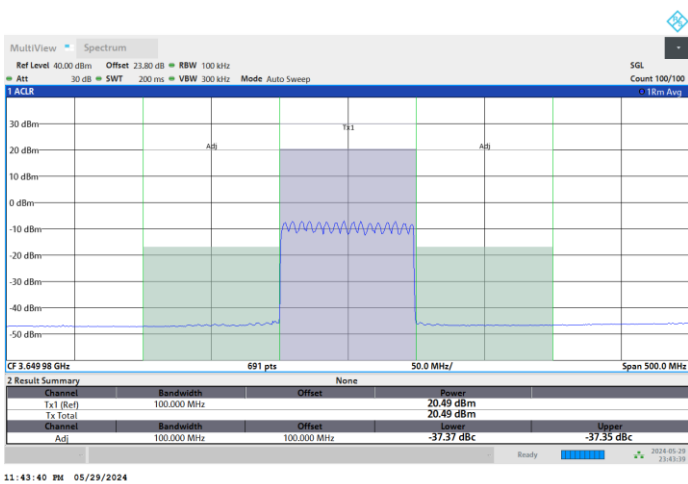 MultiView Spectrum
Ref Level 40.00 dBm Offset 23.80 dB RBW 100 kHz SGL
Att 30 dB SWT 200 ms VBW 300 kHz Mode Auto Sweep Count 100/100
1 ACLR 1Rm Avg
30 dBm
Tx1
20 dBm
Adj Adj
10 dBm
0 dBm
-10 dBm
-20 dBm
-30 dBm
-40 dBm
-50 dBm
CF 3.649 98 GHz 691 pts 50.0 MHz/ Span 500.0 MHz
2 Result Summary None
Channel Bandwidth Offset Power
Tx1 (Ref) 100.000 MHz 20.49 dBm
Tx Total 20.49 dBm
Channel Bandwidth Offset Lower Upper
Adj 100.000 MHz 100.000 MHz -37.37 dBc -37.35 dBc
Ready 2024-05-29
23:43:39
11:43:40 PM 05/29/2024